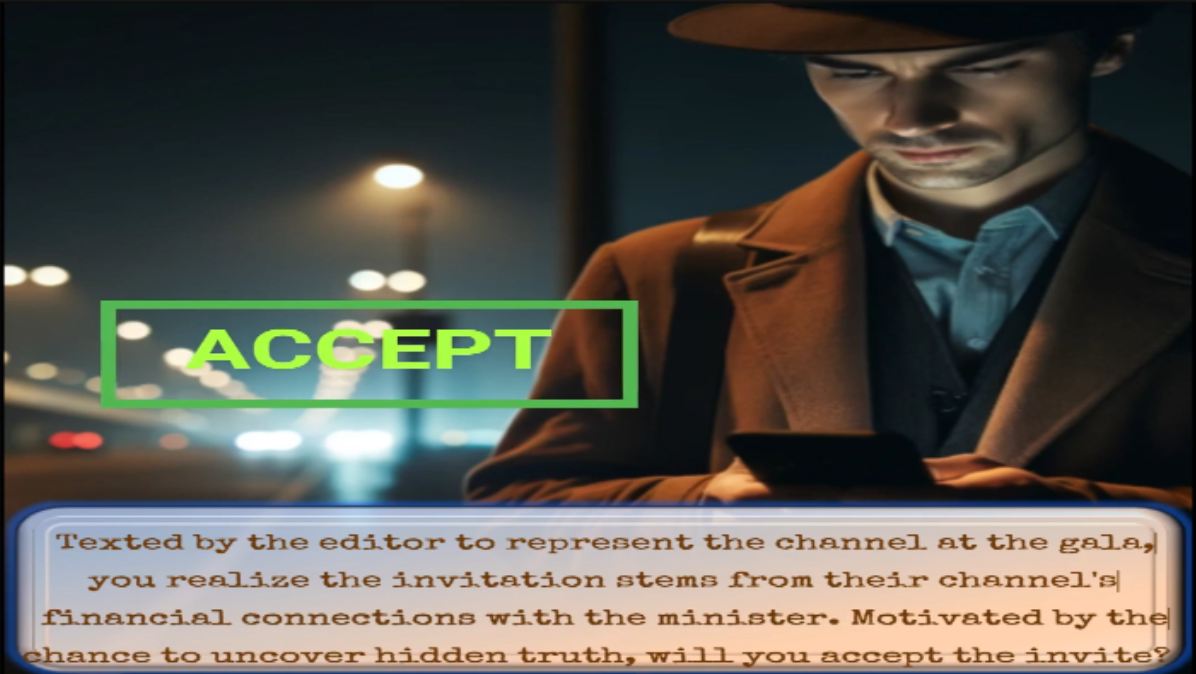 ACCEPT
Texted by the editor to represent the channel at the gala,
you realize the invitation stems from their channel's
financial connections with the minister. Motivated by the
chance to uncover hidden truth, will you accept the invite?